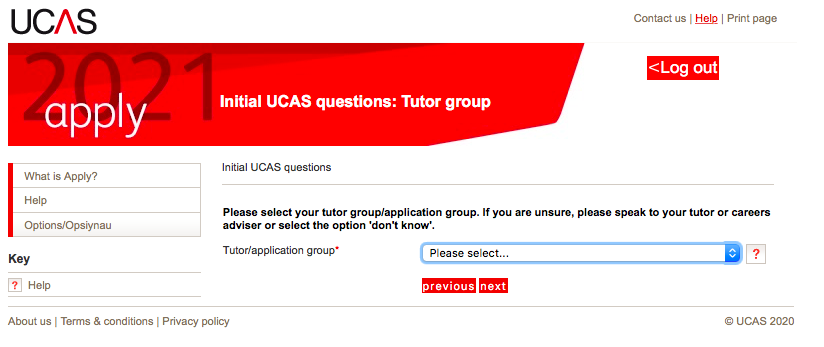 UCAS
Contact us | Help | Print page
2021
apply
Initial UCAS questions: Tutor group
<Log out
What is Apply?
Help
Options/Opsiynau
Key
? Help
Initial UCAS questions
Please select your tutor group/application group. If you are unsure, please speak to your tutor or careers
adviser or select the option 'don't know'.
Tutor/application group* Please select... ?
previous next
About us | Terms & conditions | Privacy policy
© UCAS 2020